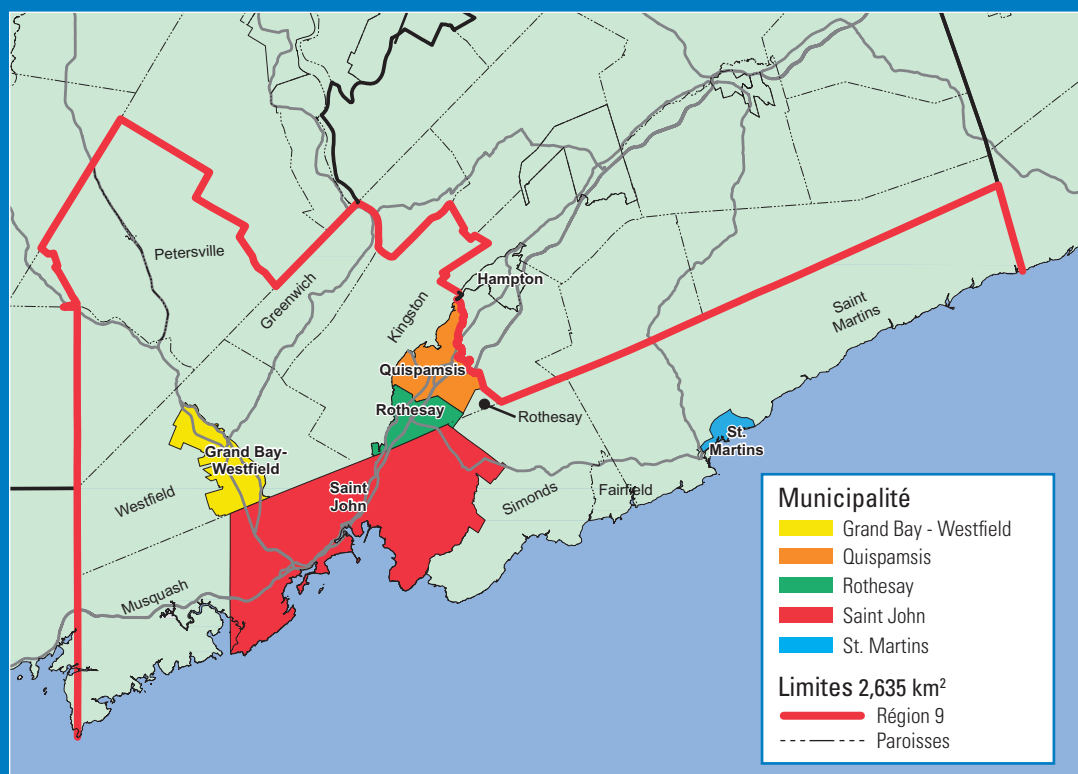 Petersville
Greenwich
Kingston
Hampton
Saint
Martins
Quispamsis
Rothesay
Rothesay
Grand Bay-
Westfield
St.
Martins
Westfield
Saint
John
Simonds
Fairfield
Musquash
Municipalité
Grand Bay - Westfield
Quispamsis
Rothesay
Saint John
St. Martins
Limites 2,635 km²
Région 9
Paroisses